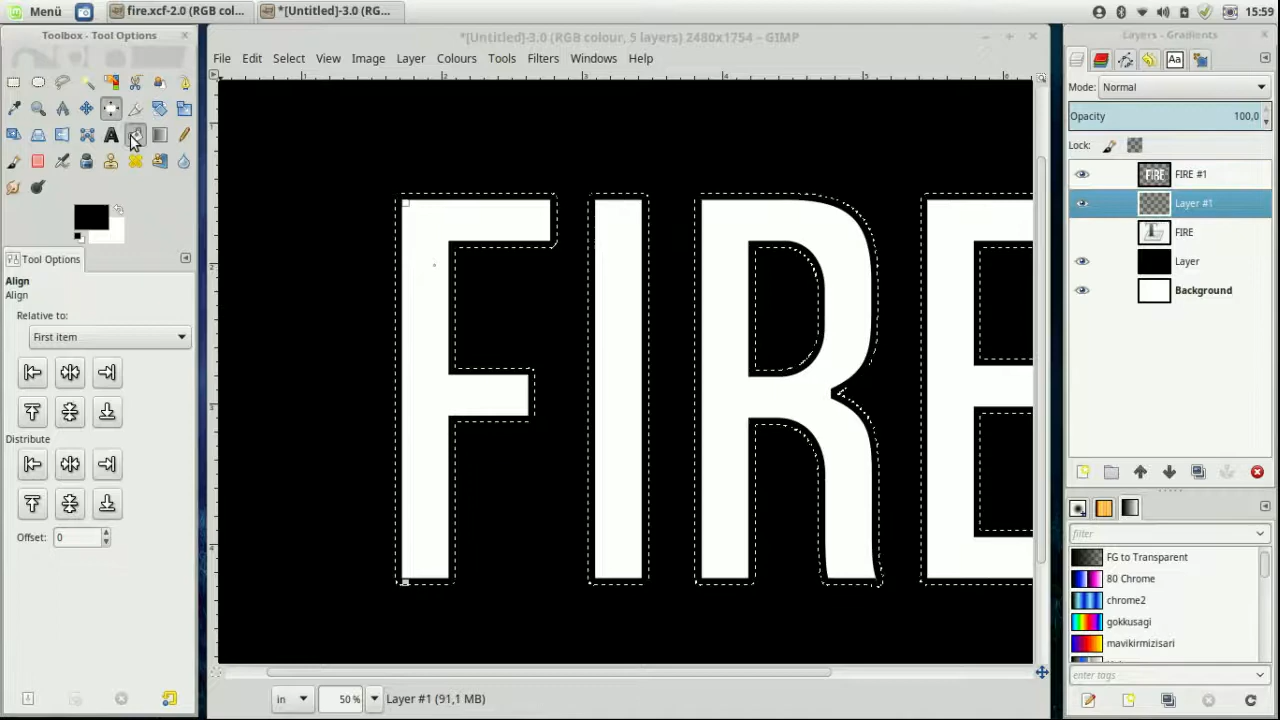 Menü
fire.xcf-2.0 (RGB col...
*[Untitled]-3.0 (RG...
15:59
Toolbox - Tool Options
*[Untitled]-3.0 (RGB colour, 5 layers) 2480x1754 – GIMP
Layers - Gradients
File Edit Select View Image Layer Colours Tools Filters Windows Help
Mode: Normal
Opacity 100,0
Lock:
FIRE #1
Layer #1
FIRE
Layer
Background
Tool Options
Align
Align
Relative to:
First item
Distribute
Offset: 0
FIRE
filter
FG to Transparent
80 Chrome
chrome2
gokkusagi
mavikirmizisari
enter tags
in
50 %
Layer #1 (91,1 MB)